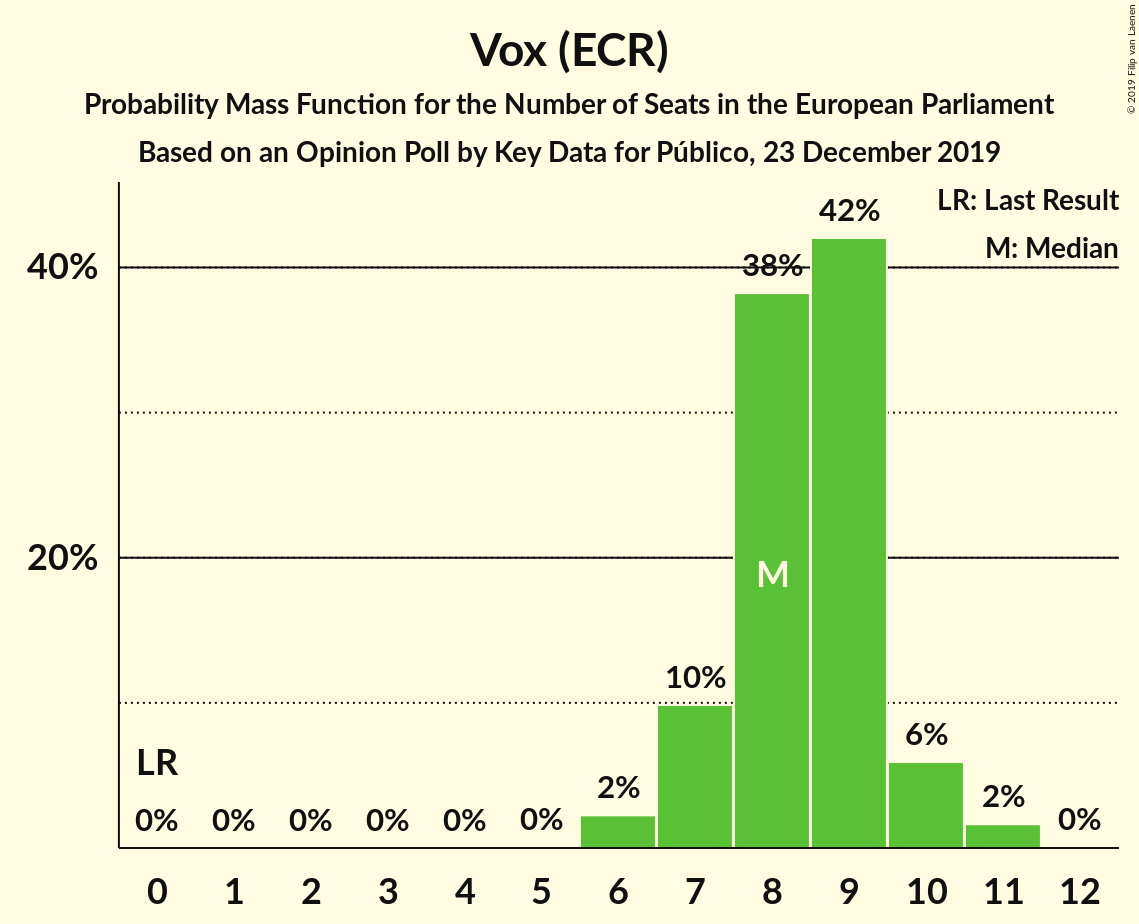 Vox (ECR)
Probability Mass Function for the Number of Seats in the European Parliament
Based on an Opinion Poll by Key Data for Público, 23 December 2019
© 2019 Filip van Laenen
LR: Last Result
M: Median
40%
20%
LR
M
0% 0% 0% 0% 0% 0% 2% 10% 38% 42% 6% 2% 0%
0 1 2 3 4 5 6 7 8 9 10 11 12